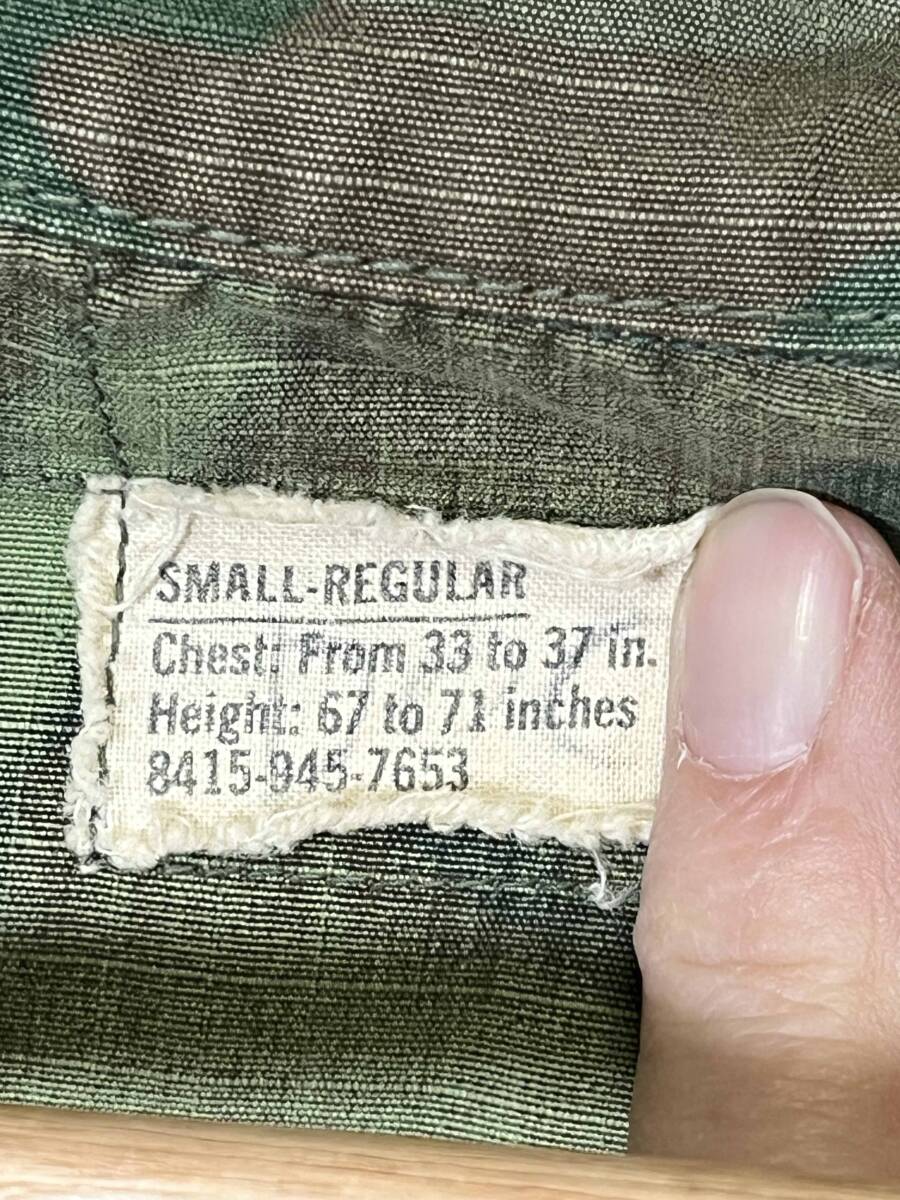 SMALL-REGULAR
Chest: From 33 to 37 in.
Height: 67 to 71 inches
8415-945-7653